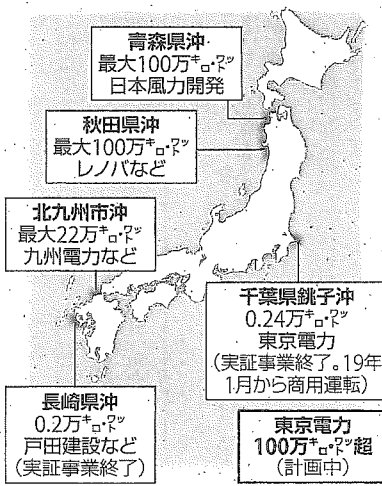 青森県沖
最大100万キロ・ワット
日本風力開発
秋田県沖
最大100万キロ・ワット
レノバなど
北九州市沖
最大22万キロ・ワット
九州電力など
千葉県銚子沖
0.24万キロ・ワット
東京電力
(実証事業終了。19年
1月から商用運転)
長崎県沖
0.2万キロ・ワット
戸田建設など
(実証事業終了)
東京電力
100万キロ・ワット超
(計画中)